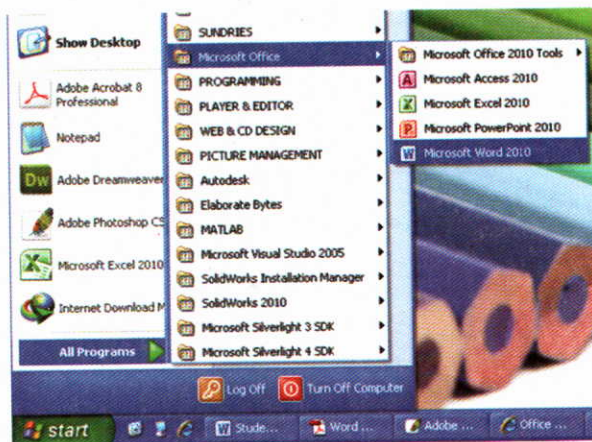 Show Desktop
Adobe Acrobat 8
Professional
Notepad
Adobe Dreamweaver
Adobe Photoshop CS
Microsoft Excel 2010
Internet Download M
All Programs
SUNDRIES
Microsoft Office
PROGRAMMING
PLAYER & EDITOR
WEB & CD DESIGN
PICTURE MANAGEMENT
Autodesk
Elaborate Bytes
MATLAB
Microsoft Visual Studio 2005
SolidWorks Installation Manager
SolidWorks 2010
Microsoft Silverlight 3 SDK
Microsoft Silverlight 4 SDK
Microsoft Office 2010 Tools
Microsoft Access 2010
Microsoft Excel 2010
Microsoft PowerPoint 2010
Microsoft Word 2010
Log Off
Turn Off Computer
start
Stude...
Word ...
Adobe ...
Office ...